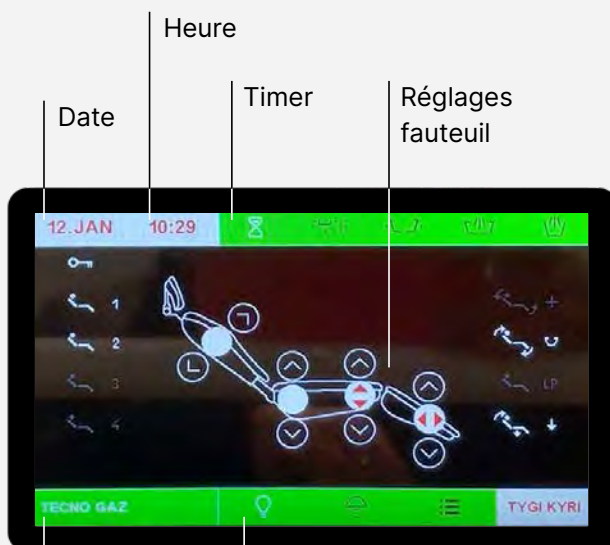 Heure
Timer
Réglages
fauteuil
Date
12.JAN 10:29
1
2
3
4
LP
TECNO GAZ
TYGI KYRI